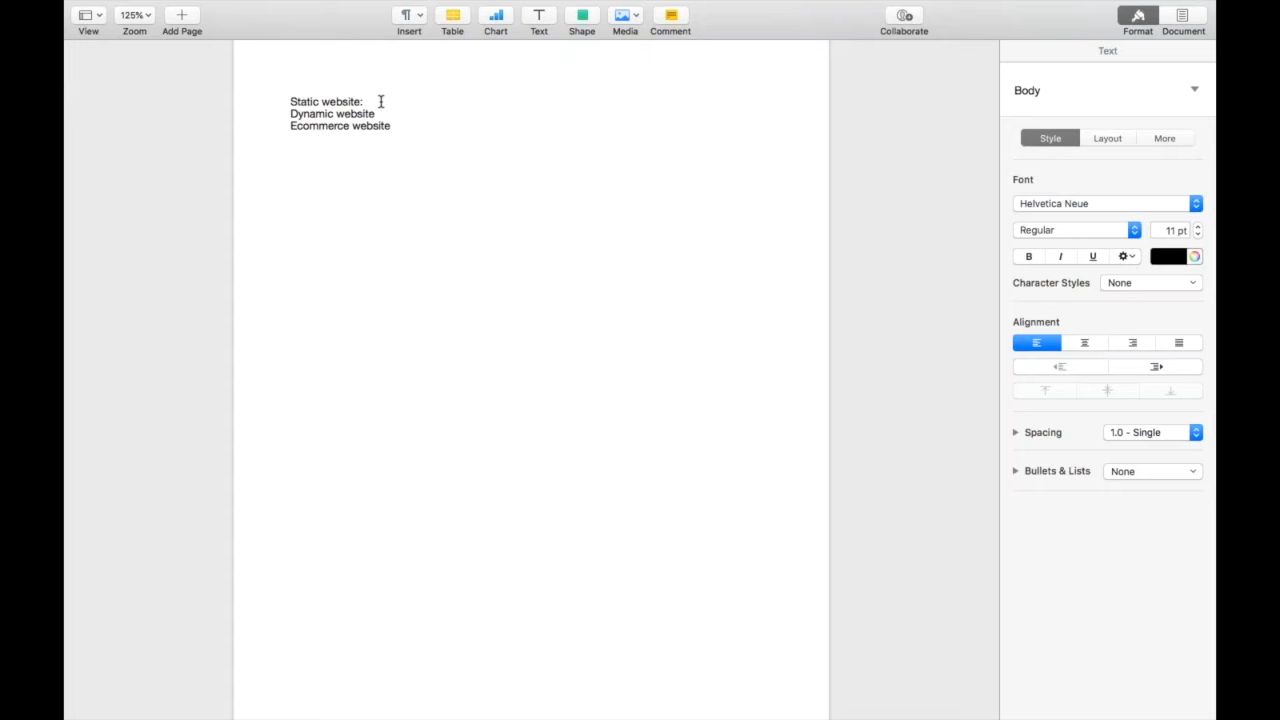 125%
View
Zoom
Add Page
Insert
Table
Chart
Text
Shape
Media
Comment
Collaborate
Format
Document
Static website:
Dynamic website
Ecommerce website
Text
Body
Style
Layout
More
Font
Helvetica Neue
Regular
11 pt
B I U
Character Styles
None
Alignment
Spacing
1.0 - Single
Bullets & Lists
None